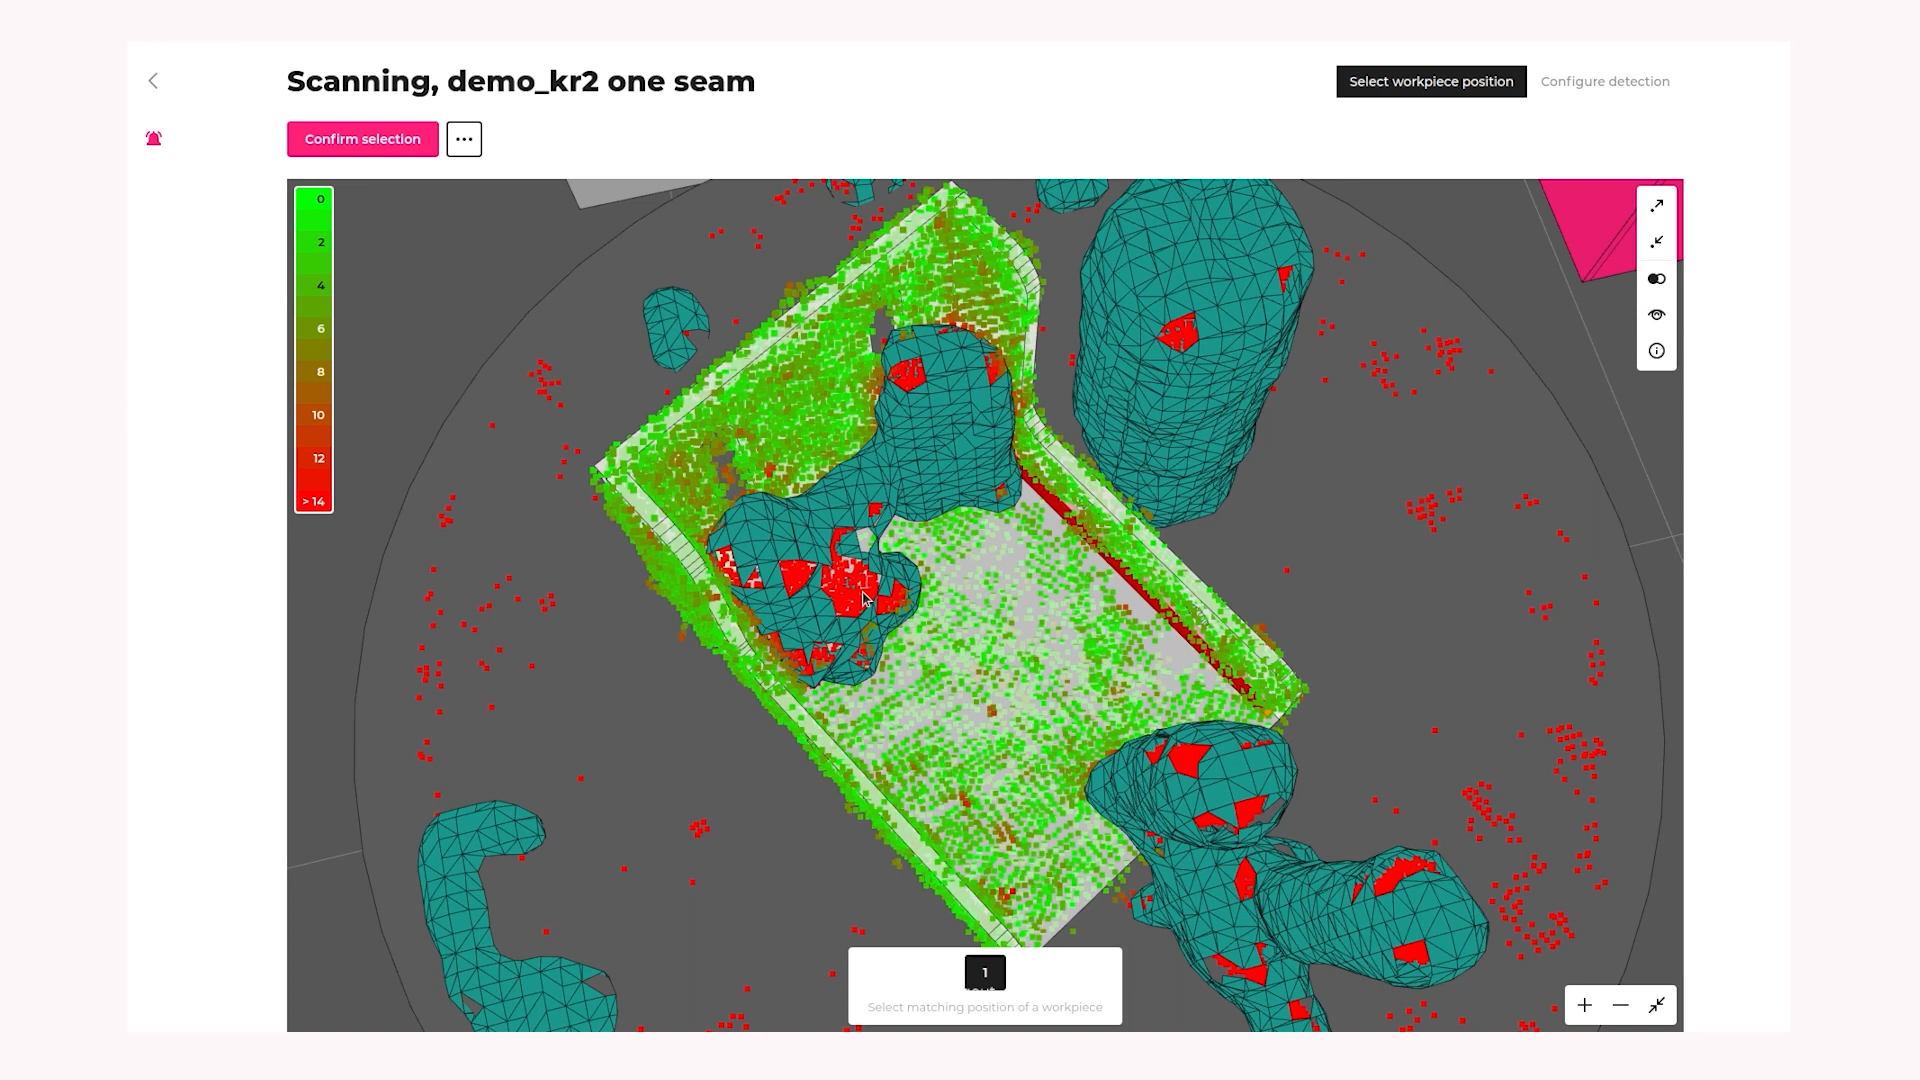 Scanning, demo_kr2 one seam
Select workpiece position
Configure detection
Confirm selection
0
2
4
6
8
10
12
> 14
1
Select matching position of a workpiece